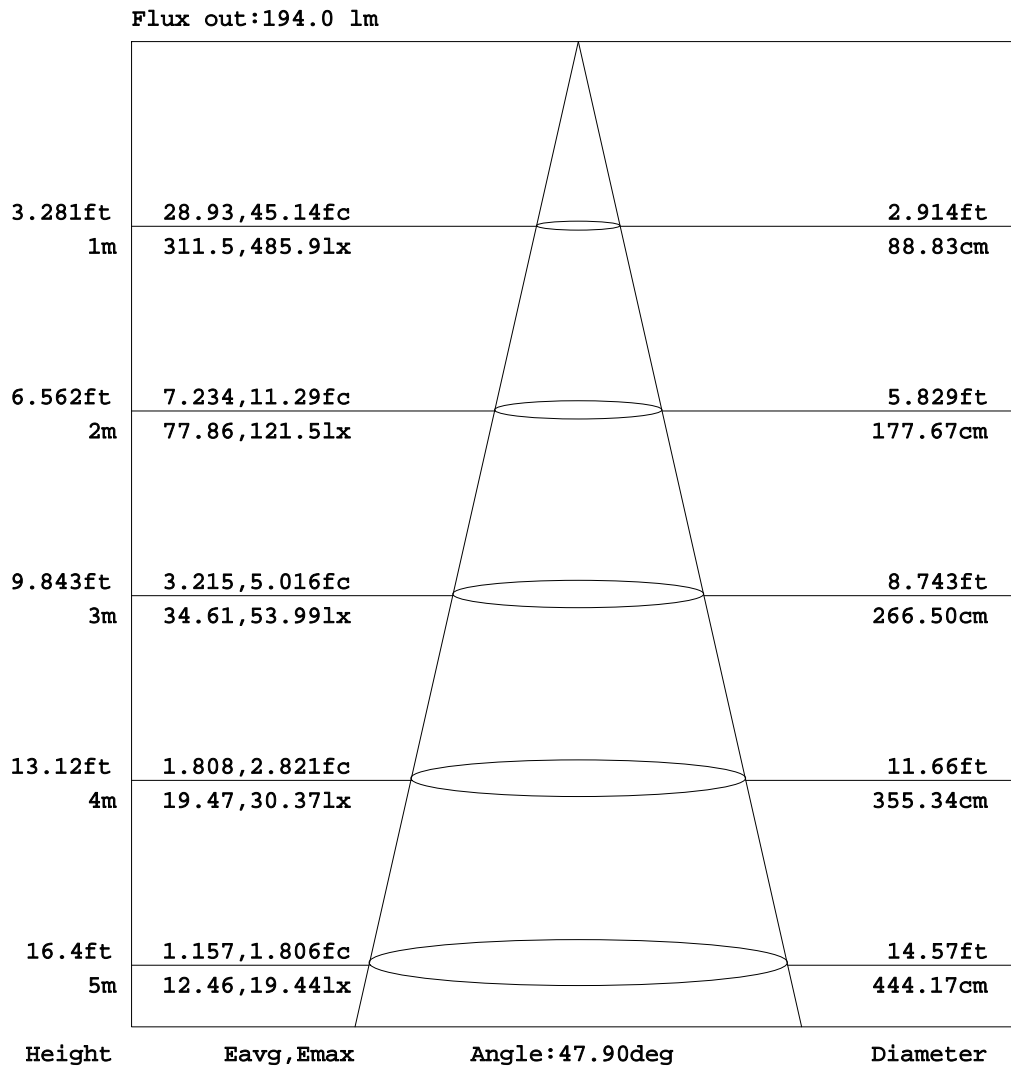 Flux out:194.0 lm
3.281ft 28.93,45.14fc 2.914ft
1m 311.5,485.9lx 88.83cm
6.562ft 7.234,11.29fc 5.829ft
2m 77.86,121.5lx 177.67cm
9.843ft 3.215,5.016fc 8.743ft
3m 34.61,53.99lx 266.50cm
13.12ft 1.808,2.821fc 11.66ft
4m 19.47,30.37lx 355.34cm
16.4ft 1.157,1.806fc 14.57ft
5m 12.46,19.44lx 444.17cm
Height Eavg,Emax Angle:47.90deg Diameter